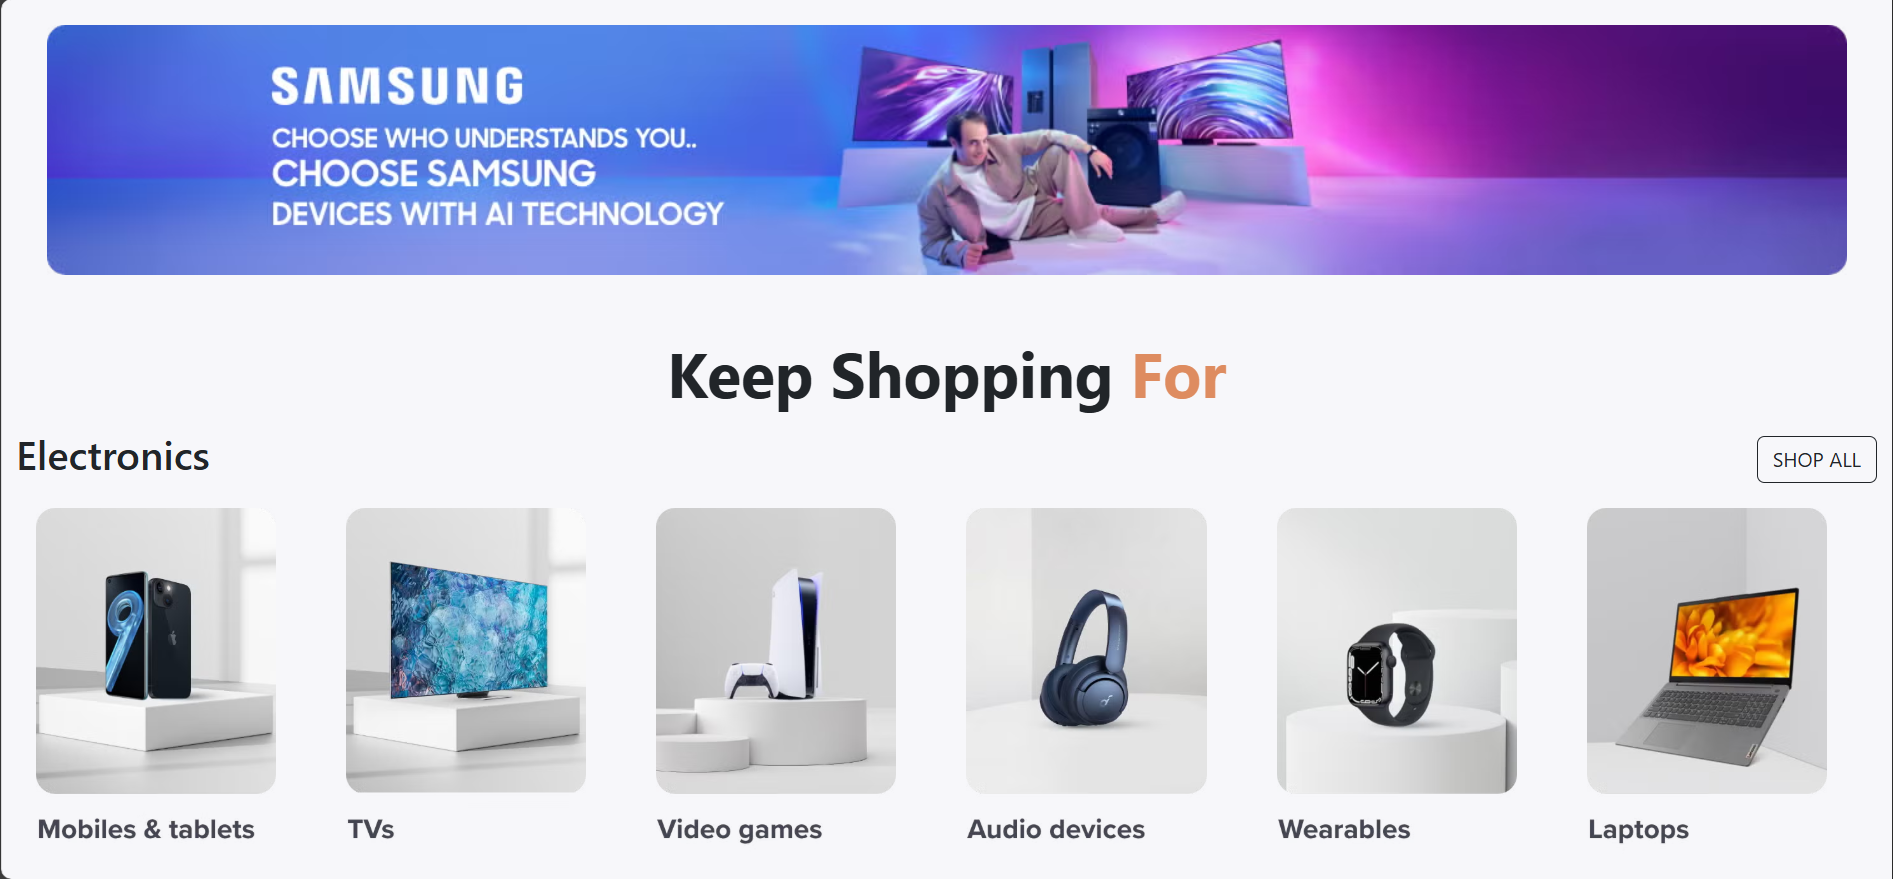 SAMSUNG
CHOOSE WHO UNDERSTANDS YOU..
CHOOSE SAMSUNG
DEVICES WITH AI TECHNOLOGY
Keep Shopping For
Electronics
SHOP ALL
Mobiles & tablets
TVs
Video games
Audio devices
Wearables
Laptops